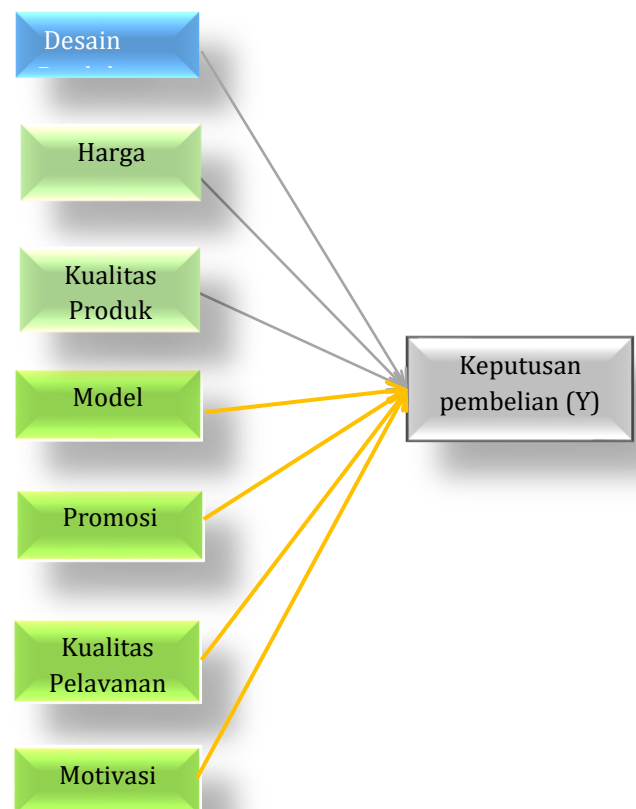 Desain
Harga
Kualitas
Produk
Model
Promosi
Kualitas
Pelayanan
Motivasi
Keputusan
pembelian (Y)